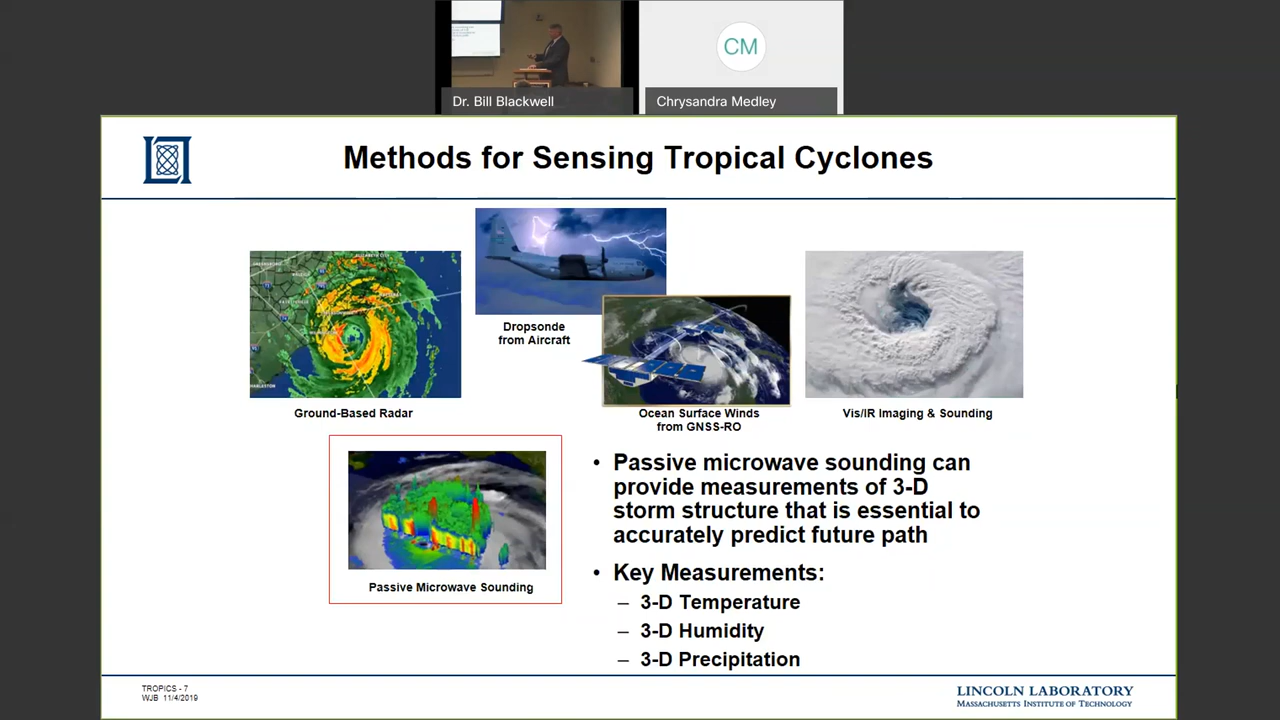 Dr. Bill Blackwell
CM
Chrysandra Medley
Methods for Sensing Tropical Cyclones
Dropsonde
from Aircraft
Ground-Based Radar
Ocean Surface Winds
from GNSS-RO
Vis/IR Imaging & Sounding
Passive Microwave Sounding
• Passive microwave sounding can
provide measurements of 3-D
storm structure that is essential to
accurately predict future path
• Key Measurements:
– 3-D Temperature
– 3-D Humidity
– 3-D Precipitation
TROPICS - 7
WJB 11/4/2019
LINCOLN LABORATORY
MASSACHUSETTS INSTITUTE OF TECHNOLOGY